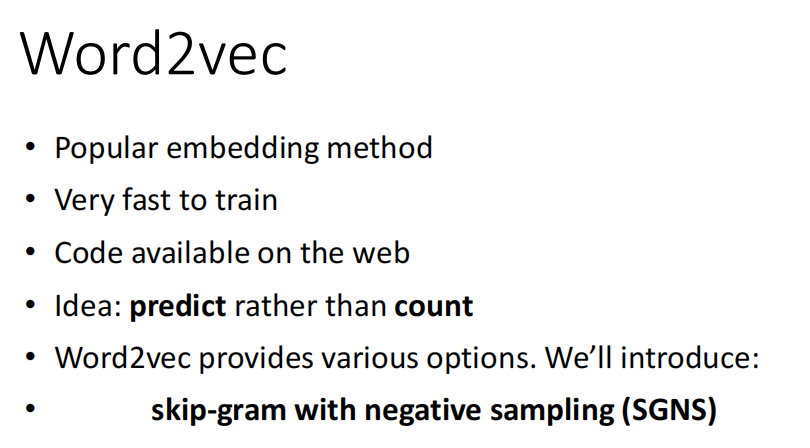 Word2vec
• Popular embedding method
• Very fast to train
• Code available on the web
• Idea: predict rather than count
• Word2vec provides various options. We’ll introduce:
• skip-gram with negative sampling (SGNS)